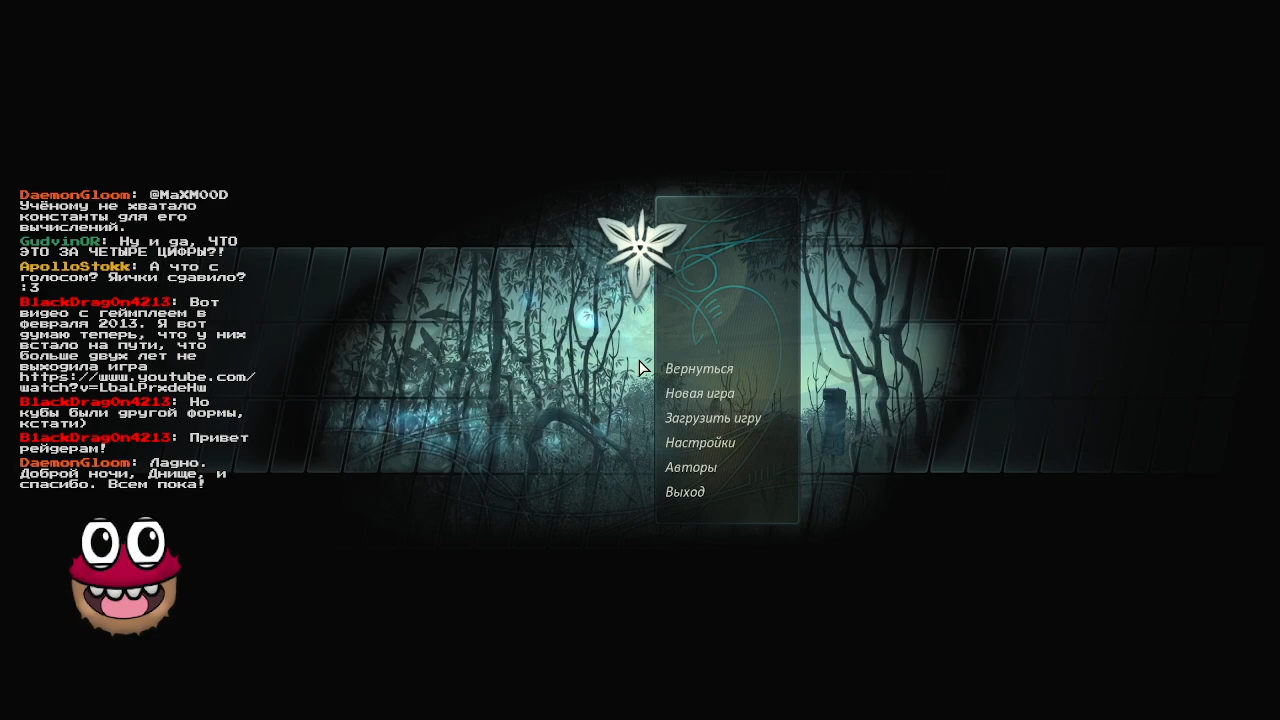 DaemonGloom: @MaXMOOD
Учёному не хватало
константы для его
вычислений.
GudvinOR: Ну и да, ЧТО
ЭТО ЗА ЧЕТЫРЕ ЦИФРЫ?!
ApolloStokk: А что с
голосом? Яички сдавило?
:3
BlackDrag0n4213: Вот
видео с геймплеем в
февраля 2013. Я вот
думаю теперь, что у них
встало на пути, что
больше двух лет не
выходила игра
https://www.youtube.com/
watch?v=LbaLPrxdeHw
BlackDrag0n4213: Но
кубы были другой формы,
кстати)
BlackDrag0n4213: Привет
рейдерам!
DaemonGloom: Ладно.
Доброй ночи, Днище, и
спасибо. Всем пока!
Вернуться
Новая игра
Загрузить игру
Настройки
Авторы
Выход